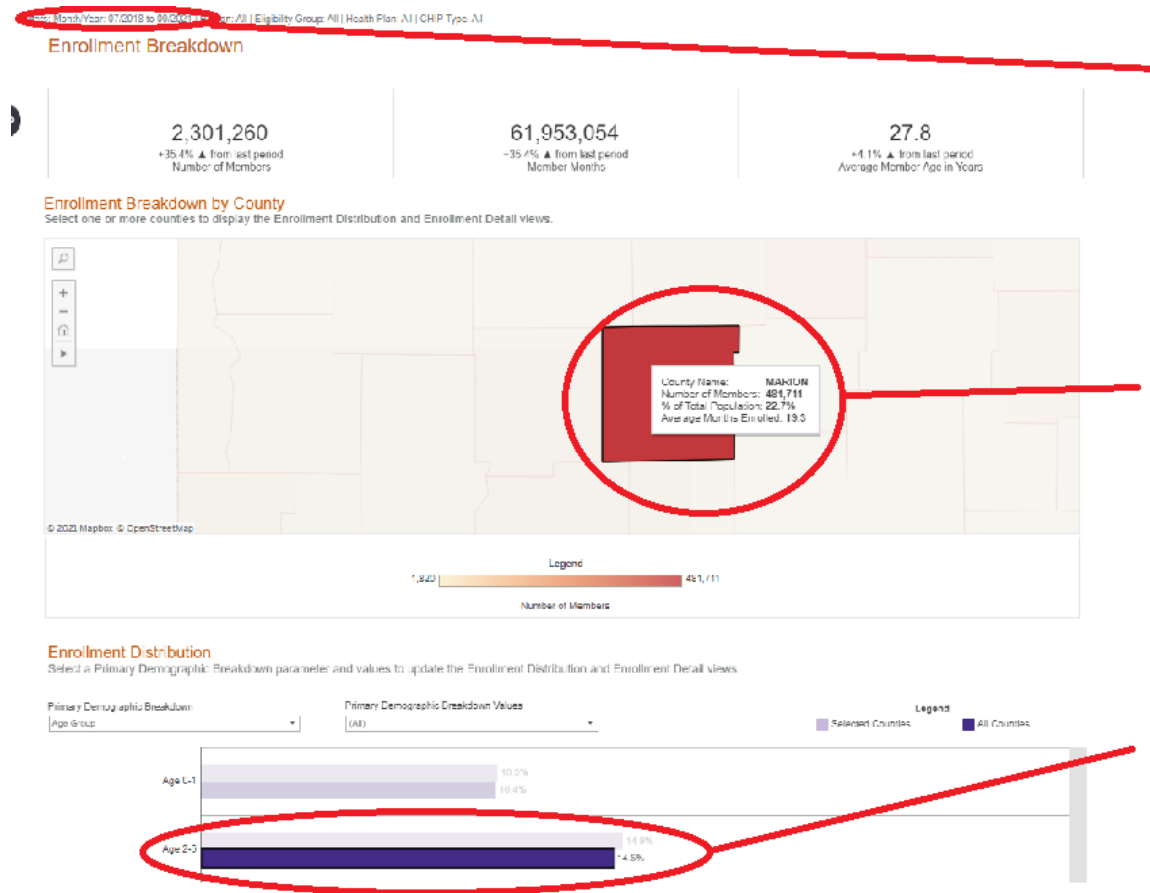 Month/Year: 07/2018 to 09/2021 | All | Eligibility Group: All | Health Plan: All | CHIP Type: All
Enrollment Breakdown
2,301,260
+35.4% ▲ from last period
Number of Members
61,953,054
+35.4% ▲ from last period
Member Months
27.8
+4.1% ▲ from last period
Average Member Age in Years
Enrollment Breakdown by County
Select one or more counties to display the Enrollment Distribution and Enrollment Detail views.
County Name: MARION
Number of Members: 481,711
% of Total Population: 22.7%
Average Months Enrolled: 19.3
© 2021 Mapbox © OpenStreetMap
Legend
1,820
481,711
Number of Members
Enrollment Distribution
Select a Primary Demographic Breakdown parameter and values to update the Enrollment Distribution and Enrollment Detail views.
Primary Demographic Breakdown
Age Group
Primary Demographic Breakdown Values
(All)
Legend
Selected Counties
All Counties
Age 0-1
10.4%
Age 2-5
14.9%